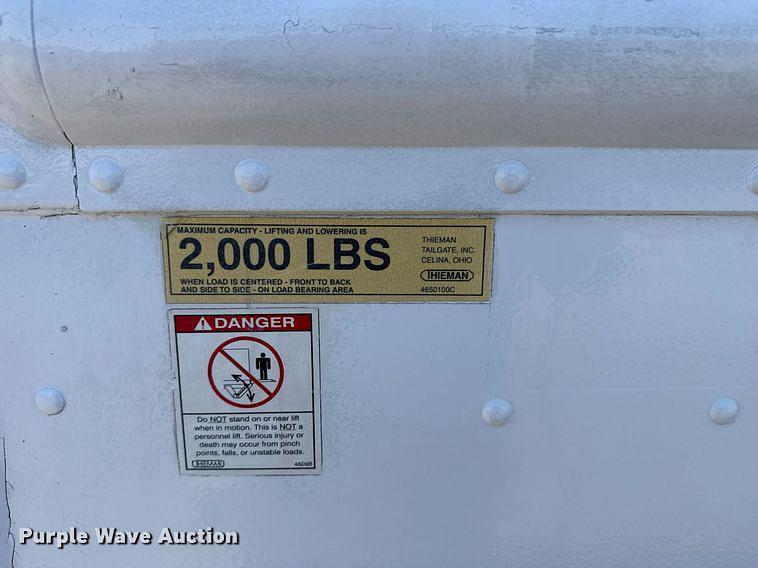 MAXIMUM CAPACITY - LIFTING AND LOWERING IS
2,000 LBS
WHEN LOAD IS CENTERED - FRONT TO BACK
AND SIDE TO SIDE - ON LOAD BEARING AREA
THIEMAN
TAILGATE, INC.
CELINA, OHIO
THIEMAN
4650100C
DANGER
Do NOT stand on or near lift
when in motion. This is NOT a
personnel lift. Serious injury or
death may occur from pinch
points, falls, or unstable loads.
THIEMAN 4609B
Purple Wave Auction